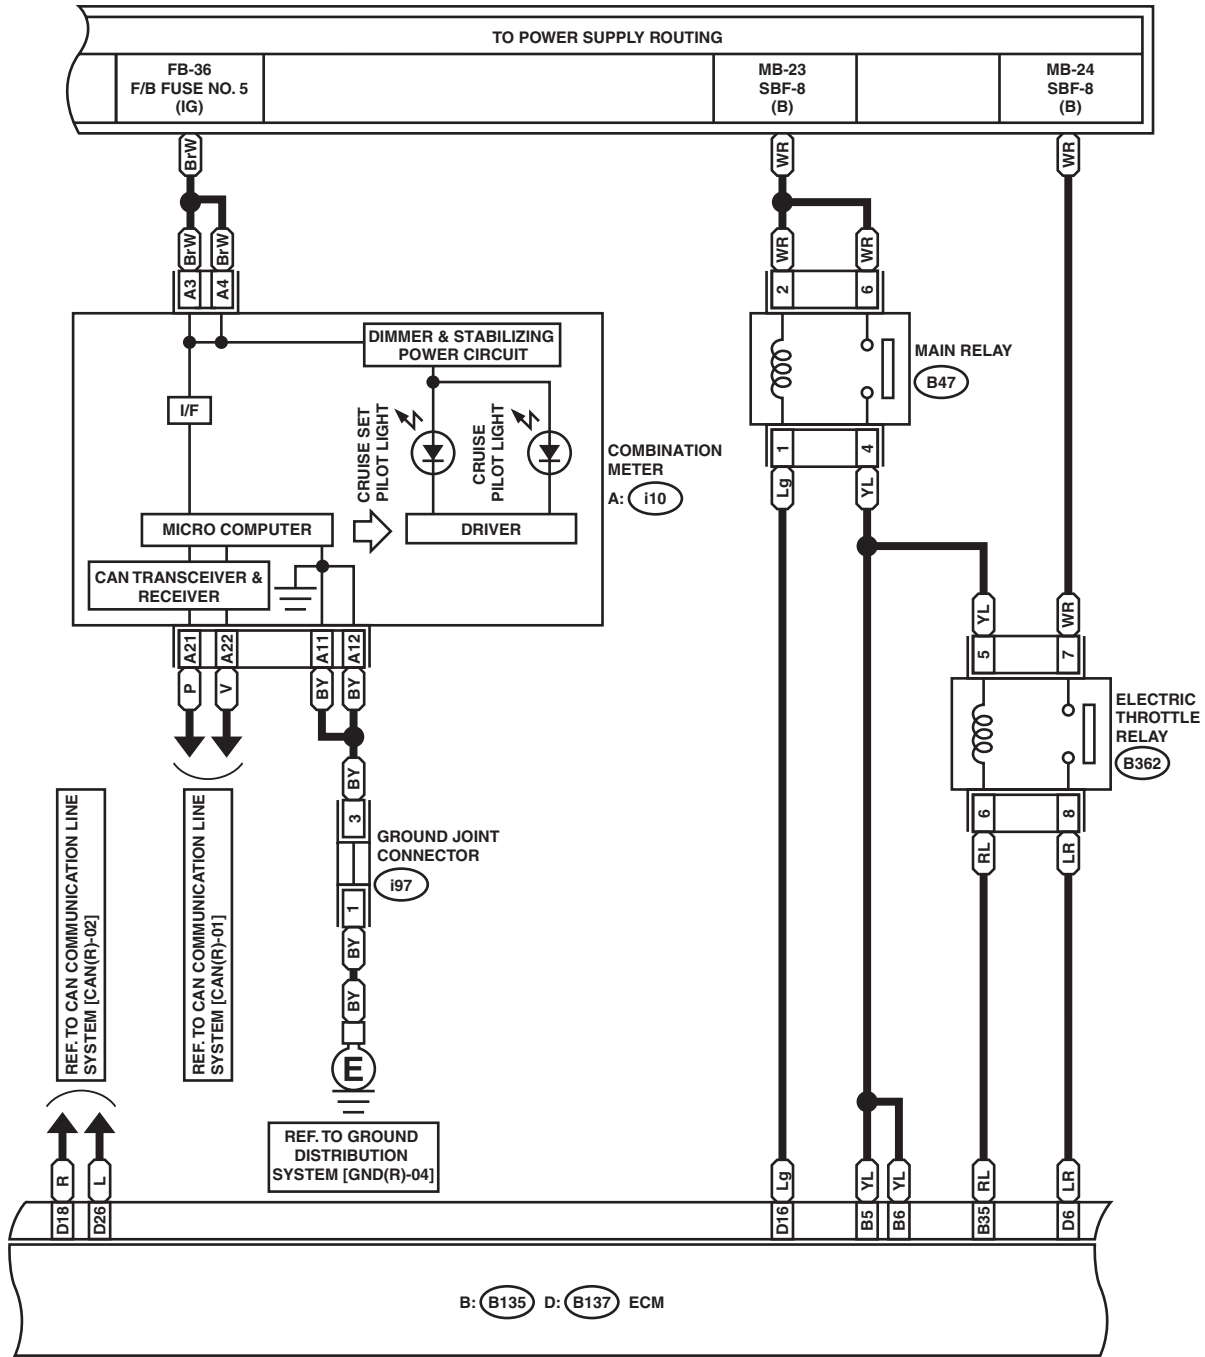 TO POWER SUPPLY ROUTING
FB-36
F/B FUSE NO. 5
(IG)
MB-23
SBF-8
(B)
MB-24
SBF-8
(B)
BrW
WR
WR
BrW
BrW
WR
WR
A3
A4
2
6
DIMMER & STABILIZING
POWER CIRCUIT
MAIN RELAY
B47
I/F
CRUISE SET
PILOT LIGHT
CRUISE
PILOT LIGHT
COMBINATION
METER
A: i10
1
4
Lg
YL
MICRO COMPUTER
DRIVER
CAN TRANSCEIVER &
RECEIVER
YL
WR
A21
A22
A11
A12
5
7
P
V
BY
BY
ELECTRIC
THROTTLE
RELAY
B362
BY
3
6
8
GROUND JOINT
CONNECTOR
i97
RL
LR
1
BY
BY
REF. TO CAN COMMUNICATION LINE
SYSTEM [CAN(R)-02]
REF. TO CAN COMMUNICATION LINE
SYSTEM [CAN(R)-01]
E
REF. TO GROUND
DISTRIBUTION
SYSTEM [GND(R)-04]
R
L
Lg
YL
YL
RL
LR
D18
D26
D16
B5
B6
B35
D6
B: B135 D: B137 ECM